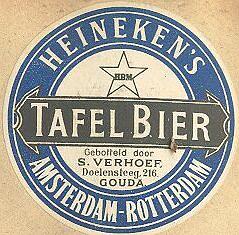 HEINEKEN'S
HBM
TAFEL BIER
Gebotteld door
S. VERHOEF.
Doelensteeg, 216.
GOUDA.
AMSTERDAM-ROTTERDAM